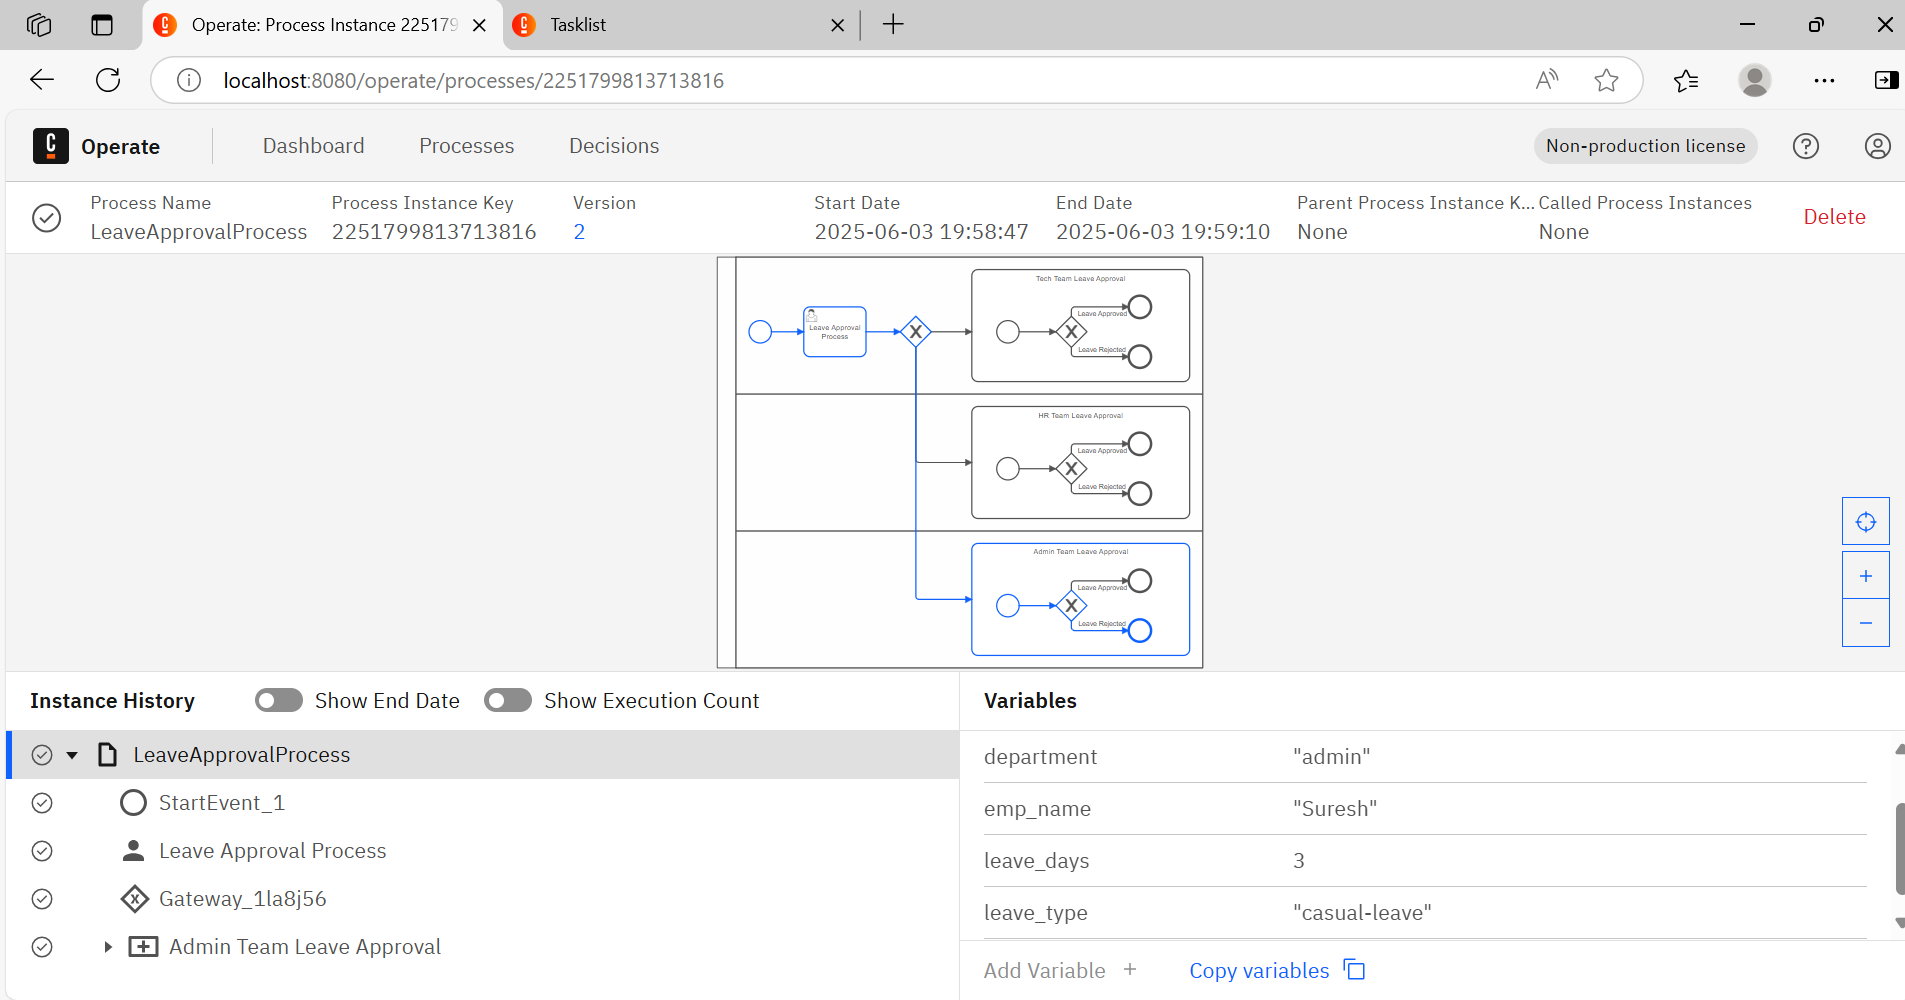 Operate: Process Instance 225179
Tasklist
localhost:8080/operate/processes/2251799813713816
Operate
Dashboard
Processes
Decisions
Non-production license
Process Name
LeaveApprovalProcess
Process Instance Key
2251799813713816
Version
2
Start Date
2025-06-03 19:58:47
End Date
2025-06-03 19:59:10
Parent Process Instance K...
None
Called Process Instances
None
Delete
Leave Approval
Process
Tech Team Leave Approval
Leave Approved
Leave Rejected
HR Team Leave Approval
Leave Approved
Leave Rejected
Admin Team Leave Approval
Leave Approved
Leave Rejected
Instance History
Show End Date
Show Execution Count
LeaveApprovalProcess
StartEvent_1
Leave Approval Process
Gateway_1la8j56
Admin Team Leave Approval
Variables
department "admin"
emp_name "Suresh"
leave_days 3
leave_type "casual-leave"
Add Variable +
Copy variables